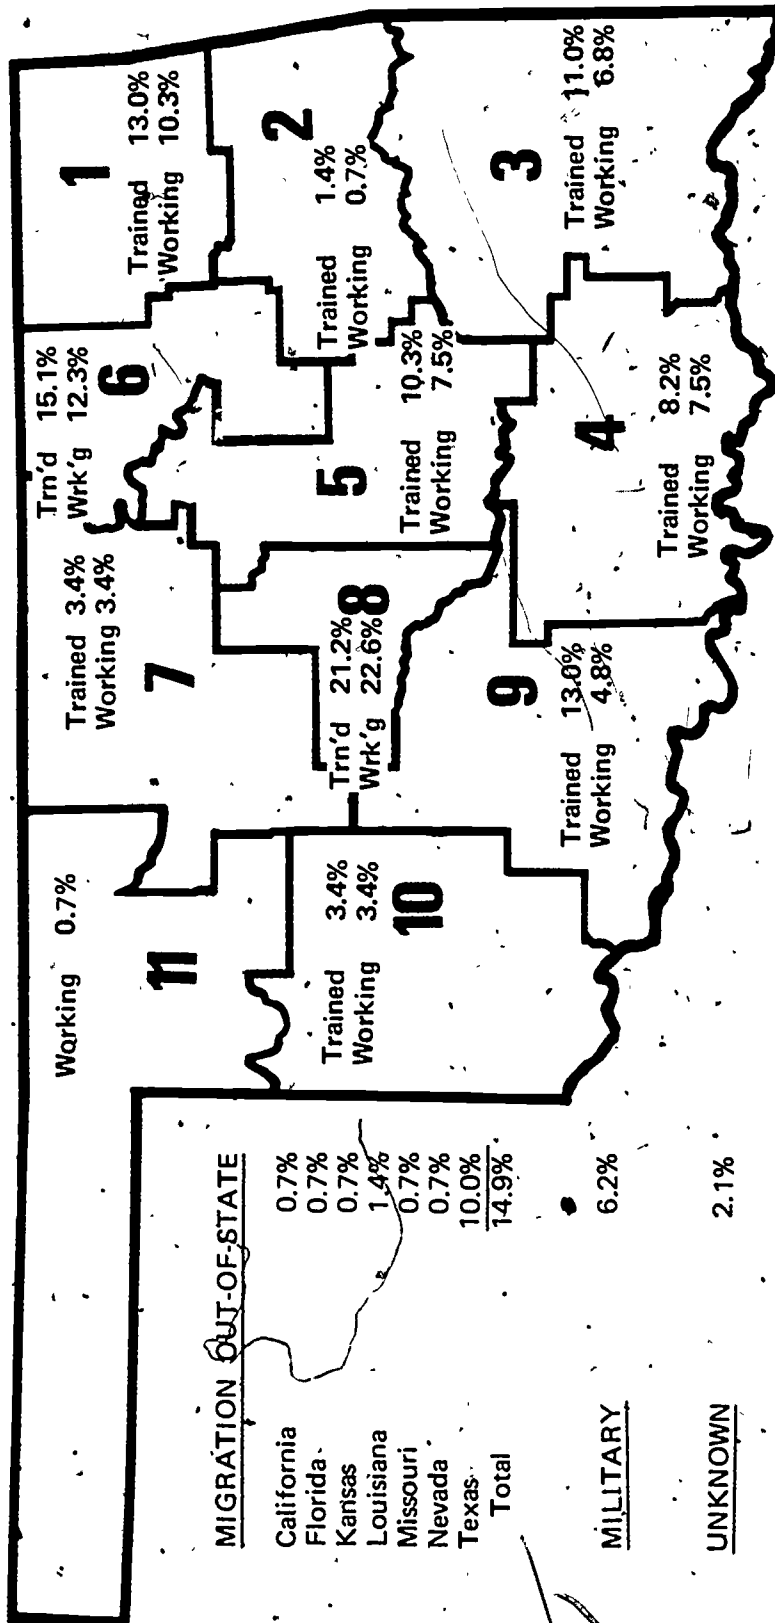 Working 0.7%
11
Trained 3.4%
Working 3.4%
7
Trn'd 15.1%
Wrk'g 12.3%
6
1
Trained 13.0%
Working 10.3%
2
Trained 1.4%
Working 0.7%
Trained 3.4%
Working 3.4%
10
Trn'd 21.2%
Wrk'g 22.6%
8
5
Trained 10.3%
Working 7.5%
9
Trained 13.0%
Working 4.8%
4
Trained 8.2%
Working 7.5%
3
Trained 11.0%
Working 6.8%
MIGRATION OUT-OF-STATE
California 0.7%
Florida 0.7%
Kansas 0.7%
Louisiana 1.4%
Missouri 0.7%
Nevada 0.7%
Texas 10.0%
Total 14.9%
MILITARY 6.2%
UNKNOWN 2.1%